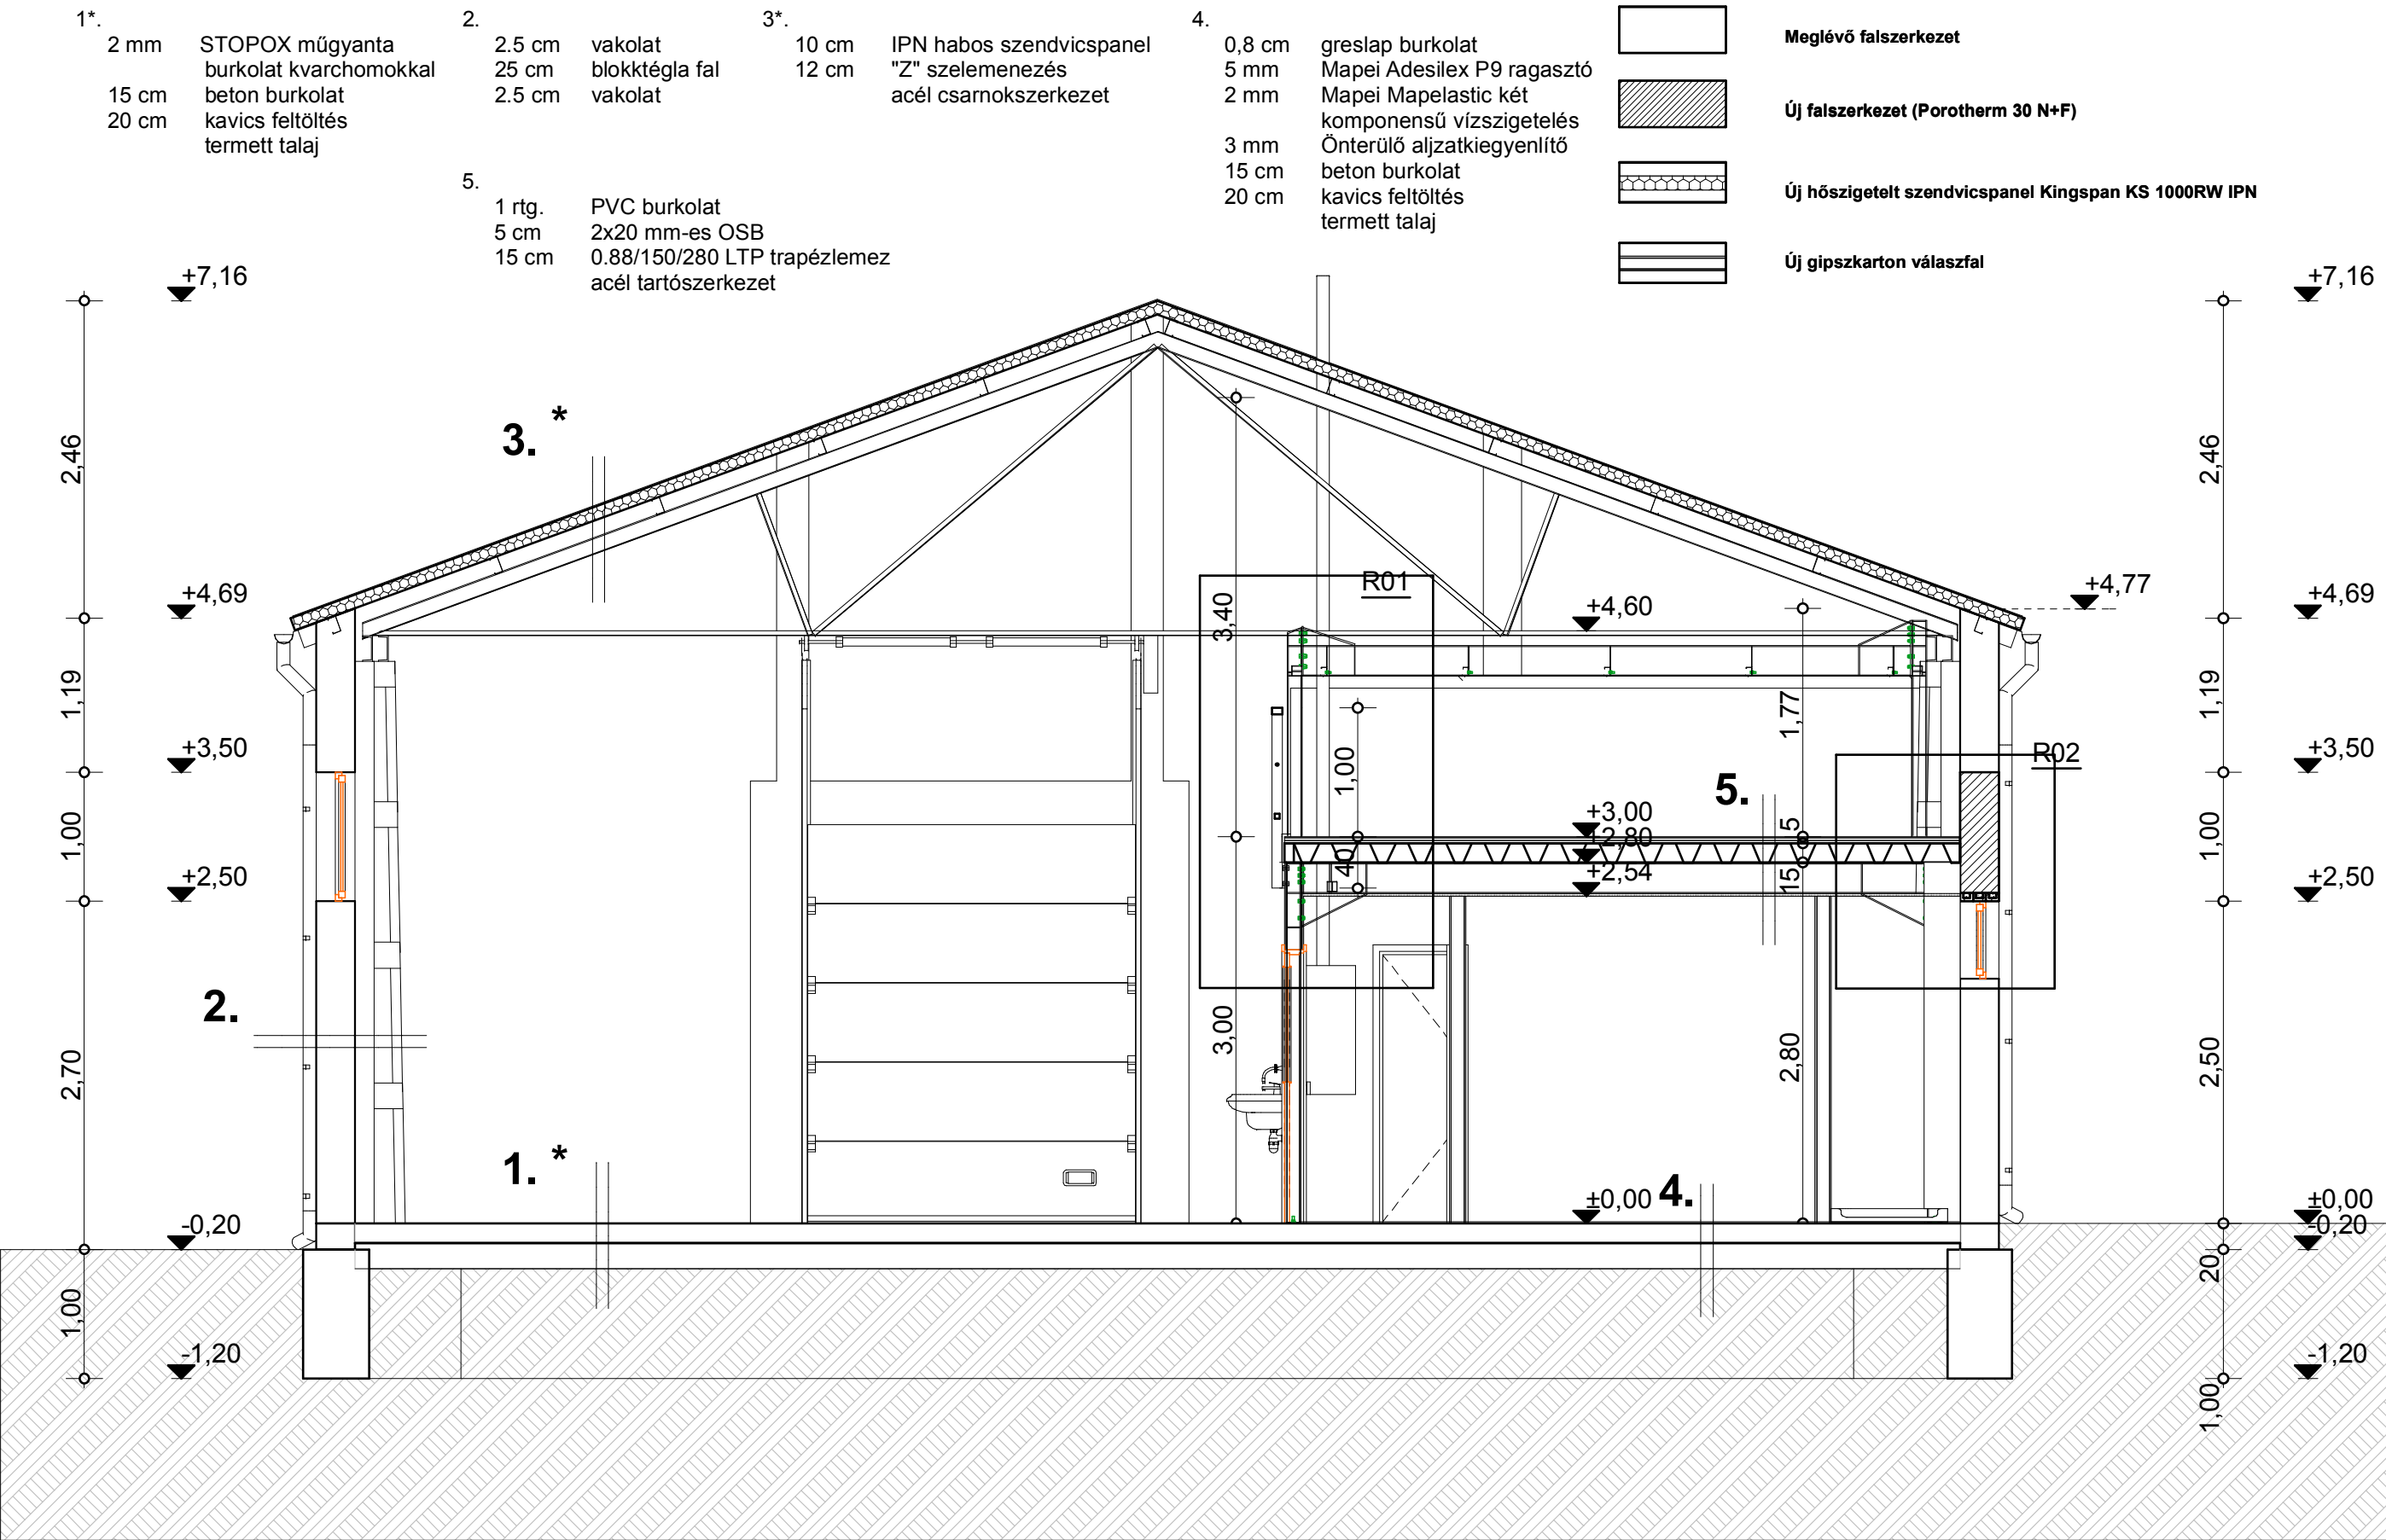 1*.
2 mm STOPOX műgyanta
burkolat kvarchomokkal
15 cm beton burkolat
20 cm kavics feltöltés
termett talaj
2.
2.5 cm vakolat
25 cm blokktégla fal
2.5 cm vakolat
3*.
10 cm IPN habos szendvicspanel
12 cm "Z" szelemenezés
acél csarnokszerkezet
4.
0,8 cm greslap burkolat
5 mm Mapei Adesilex P9 ragasztó
2 mm Mapei Mapelastic két
komponensű vízszigetelés
3 mm Önterülő aljzatkiegyenlítő
15 cm beton burkolat
20 cm kavics feltöltés
termett talaj
5.
1 rtg. PVC burkolat
5 cm 2x20 mm-es OSB
15 cm 0.88/150/280 LTP trapézlemez
acél tartószerkezet
Meglévő falszerkezet
Új falszerkezet (Porotherm 30 N+F)
Új hőszigetelt szendvicspanel Kingspan KS 1000RW IPN
Új gipszkarton válaszfal
+7,16
+4,69
+3,50
+2,50
-0,20
-1,20
2,46
1,19
1,00
2,70
1,00
3. *
2.
1. *
R01
3,40
1,00
40
3,00
+4,60
+3,00
+2,80
+2,54
±0,00
1,77
5
15
2,80
5.
4.
R02
+4,77
2,46
1,19
1,00
2,50
20
1,00
+7,16
+4,69
+3,50
+2,50
±0,00
-0,20
-1,20